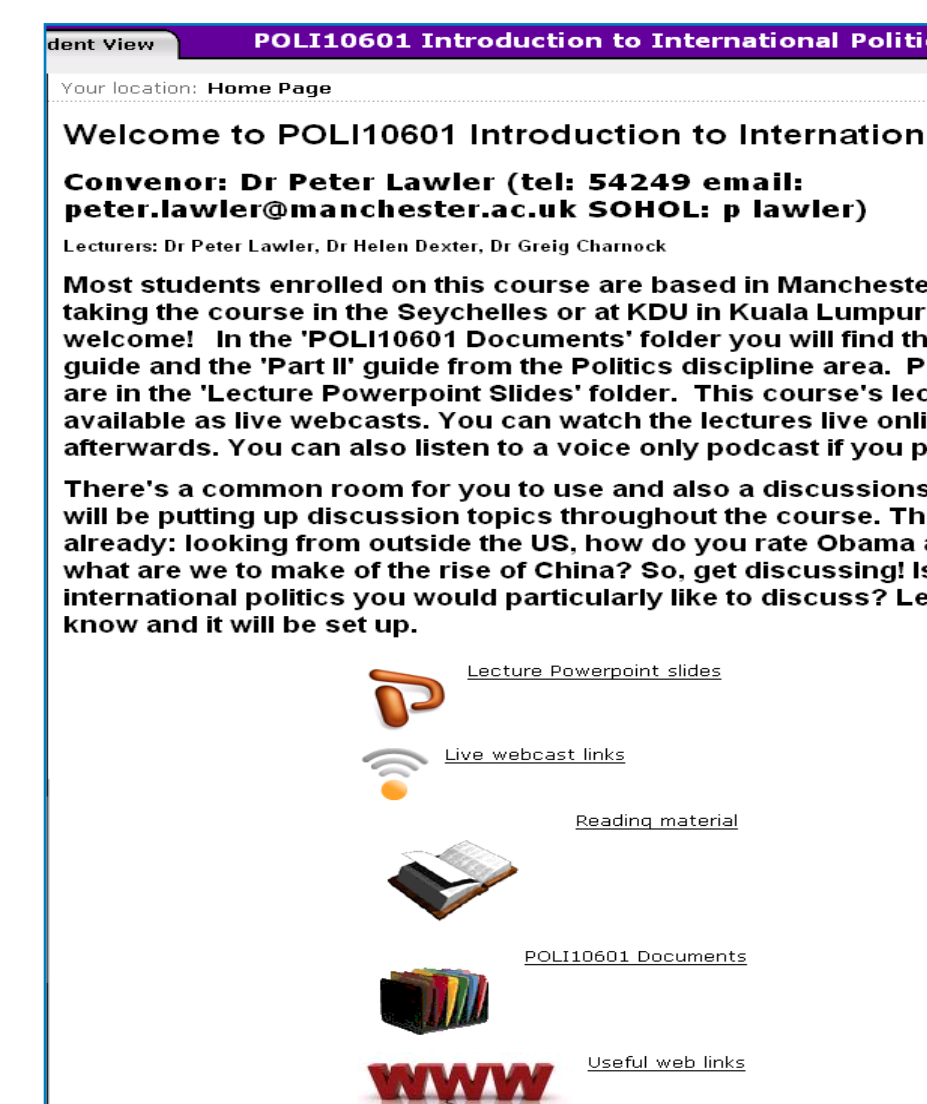 dent View
POLI10601 Introduction to International Politi
Your location: Home Page
Welcome to POLI10601 Introduction to Internation
Convenor: Dr Peter Lawler (tel: 54249 email:
peter.lawler@manchester.ac.uk SOHOL: p lawler)
Lecturers: Dr Peter Lawler, Dr Helen Dexter, Dr Greig Charnock
Most students enrolled on this course are based in Mancheste
taking the course in the Seychelles or at KDU in Kuala Lumpur
welcome! In the 'POLI10601 Documents' folder you will find th
guide and the 'Part II' guide from the Politics discipline area. P
are in the 'Lecture Powerpoint Slides' folder. This course's lec
available as live webcasts. You can watch the lectures live onli
afterwards. You can also listen to a voice only podcast if you p
There's a common room for you to use and also a discussions
will be putting up discussion topics throughout the course. Th
already: looking from outside the US, how do you rate Obama a
what are we to make of the rise of China? So, get discussing! Is
international politics you would particularly like to discuss? Le
know and it will be set up.
Lecture Powerpoint slides
Live webcast links
Reading material
POLI10601 Documents
Useful web links
www